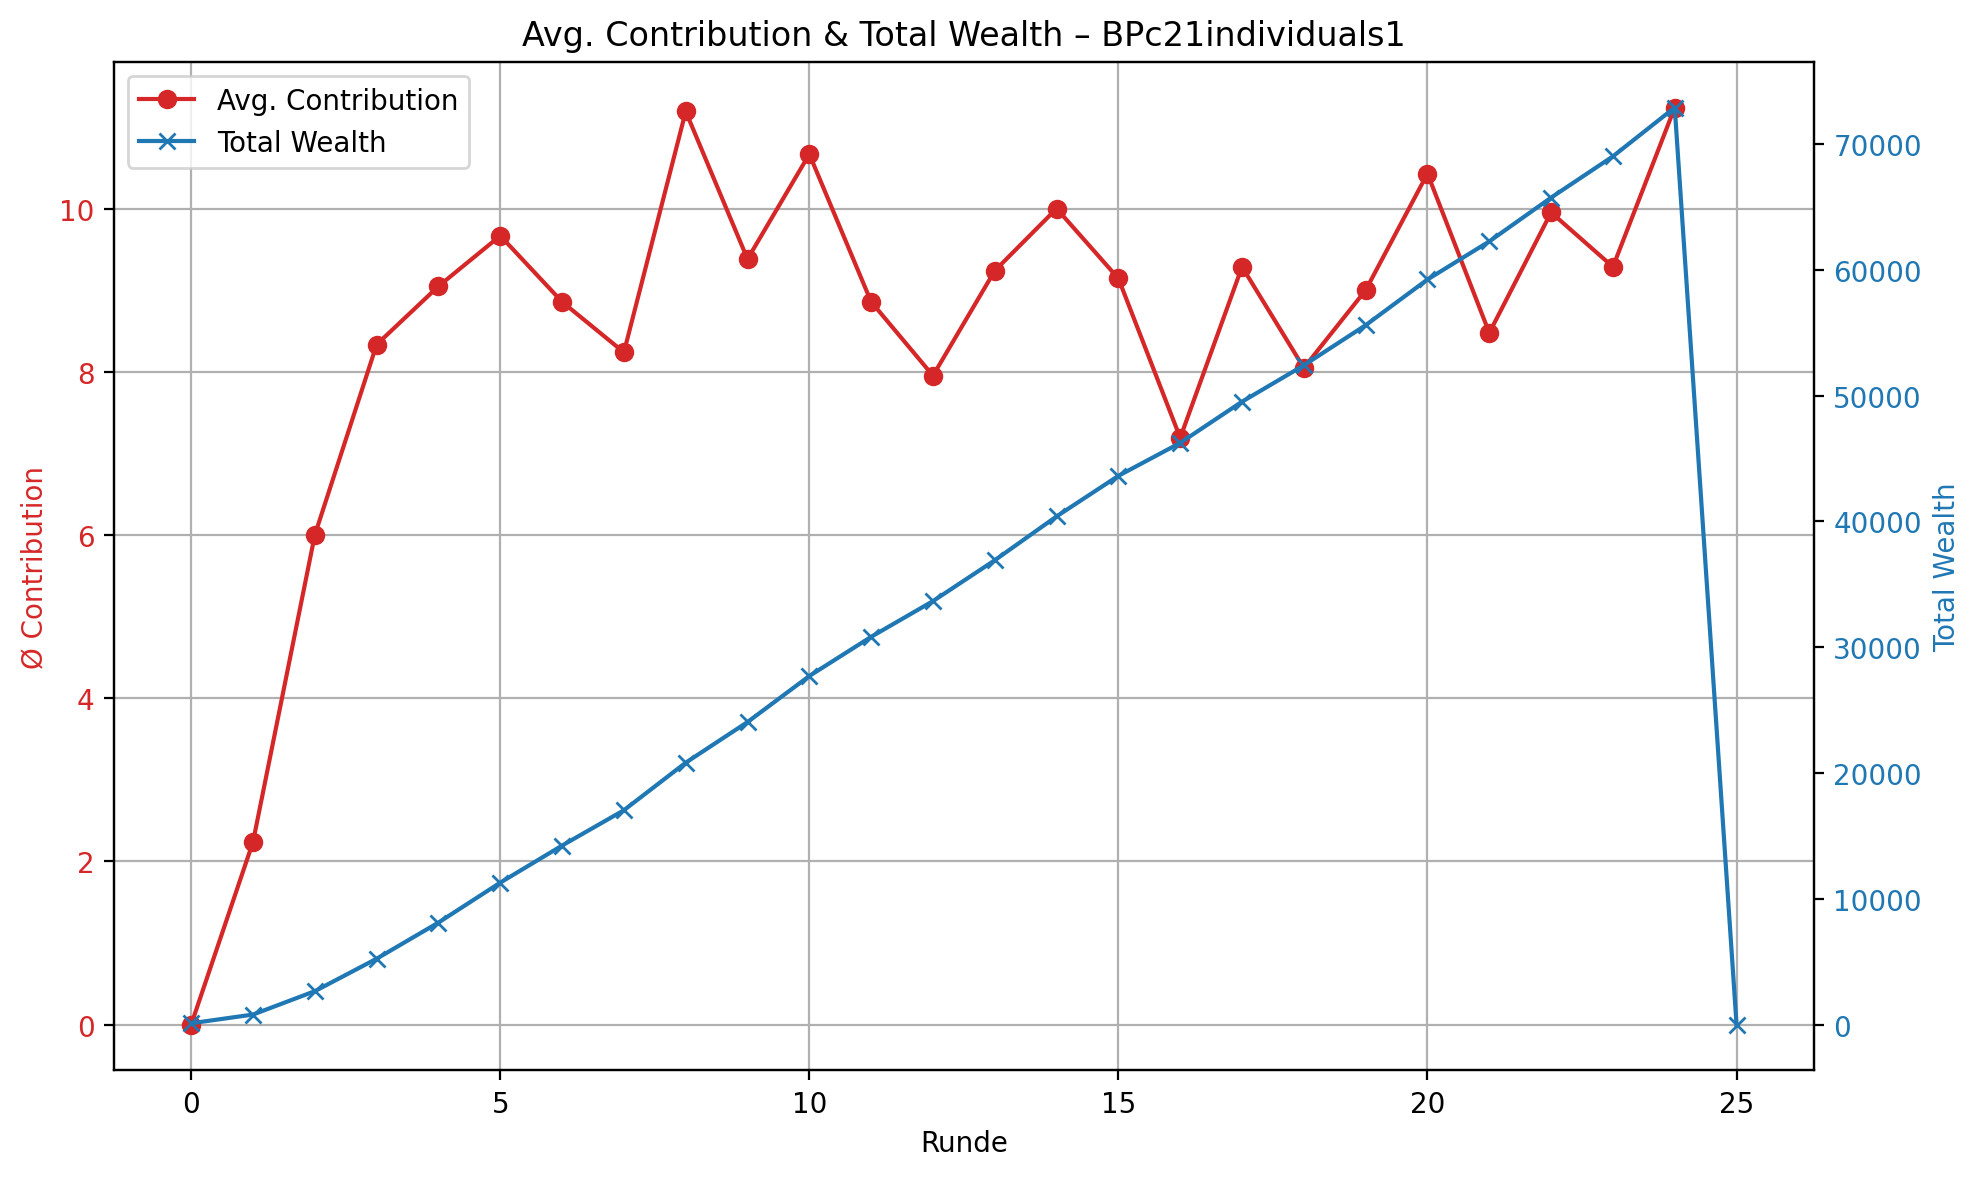 Avg. Contribution & Total Wealth – BPc21individuals1
Avg. Contribution
Total Wealth
Ø Contribution
10
8
6
4
2
0
70000
60000
50000
40000
30000
20000
10000
0
Total Wealth
0 5 10 15 20 25
Runde